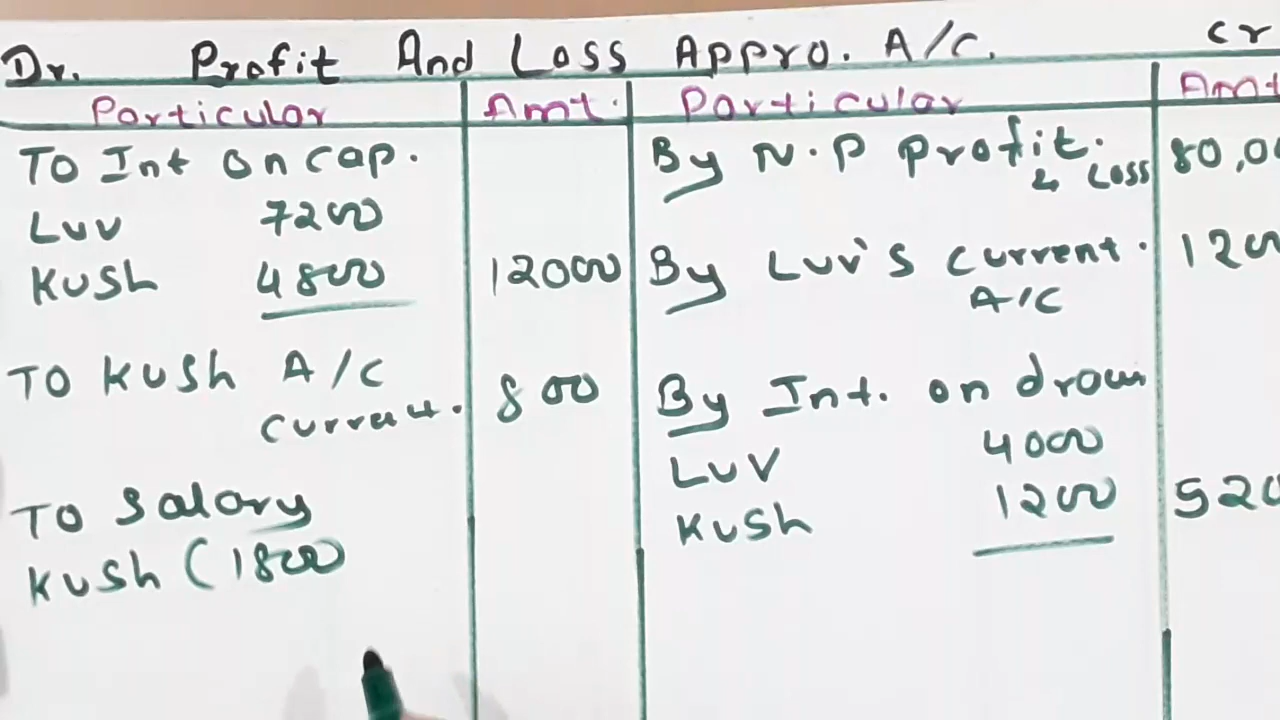 Dr. Profit And Loss Appro. A/c. cr
Particular Amt. Particular Amt
To Int on cap. By N.P Profit. 80,0
& Loss
Luv 7200
Kush 4800 12000 By Luv's current. 120
A/C
To Kush A/C 800 By Int. on
current.
Luv 4000
To Salary Kush 1200 520
Kush (1800